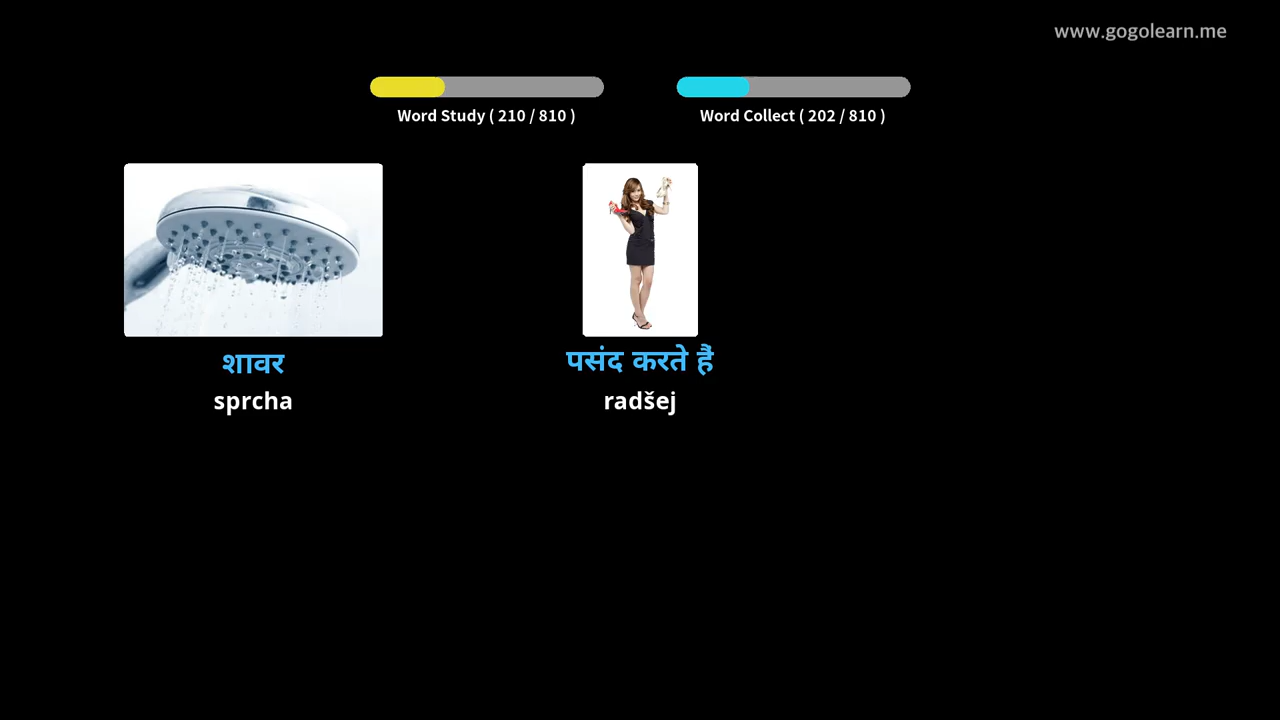 www.gogolearn.me
Word Study ( 210 / 810 )
Word Collect ( 202 / 810 )
शावर
sprcha
पसंद करते हैं
radšej